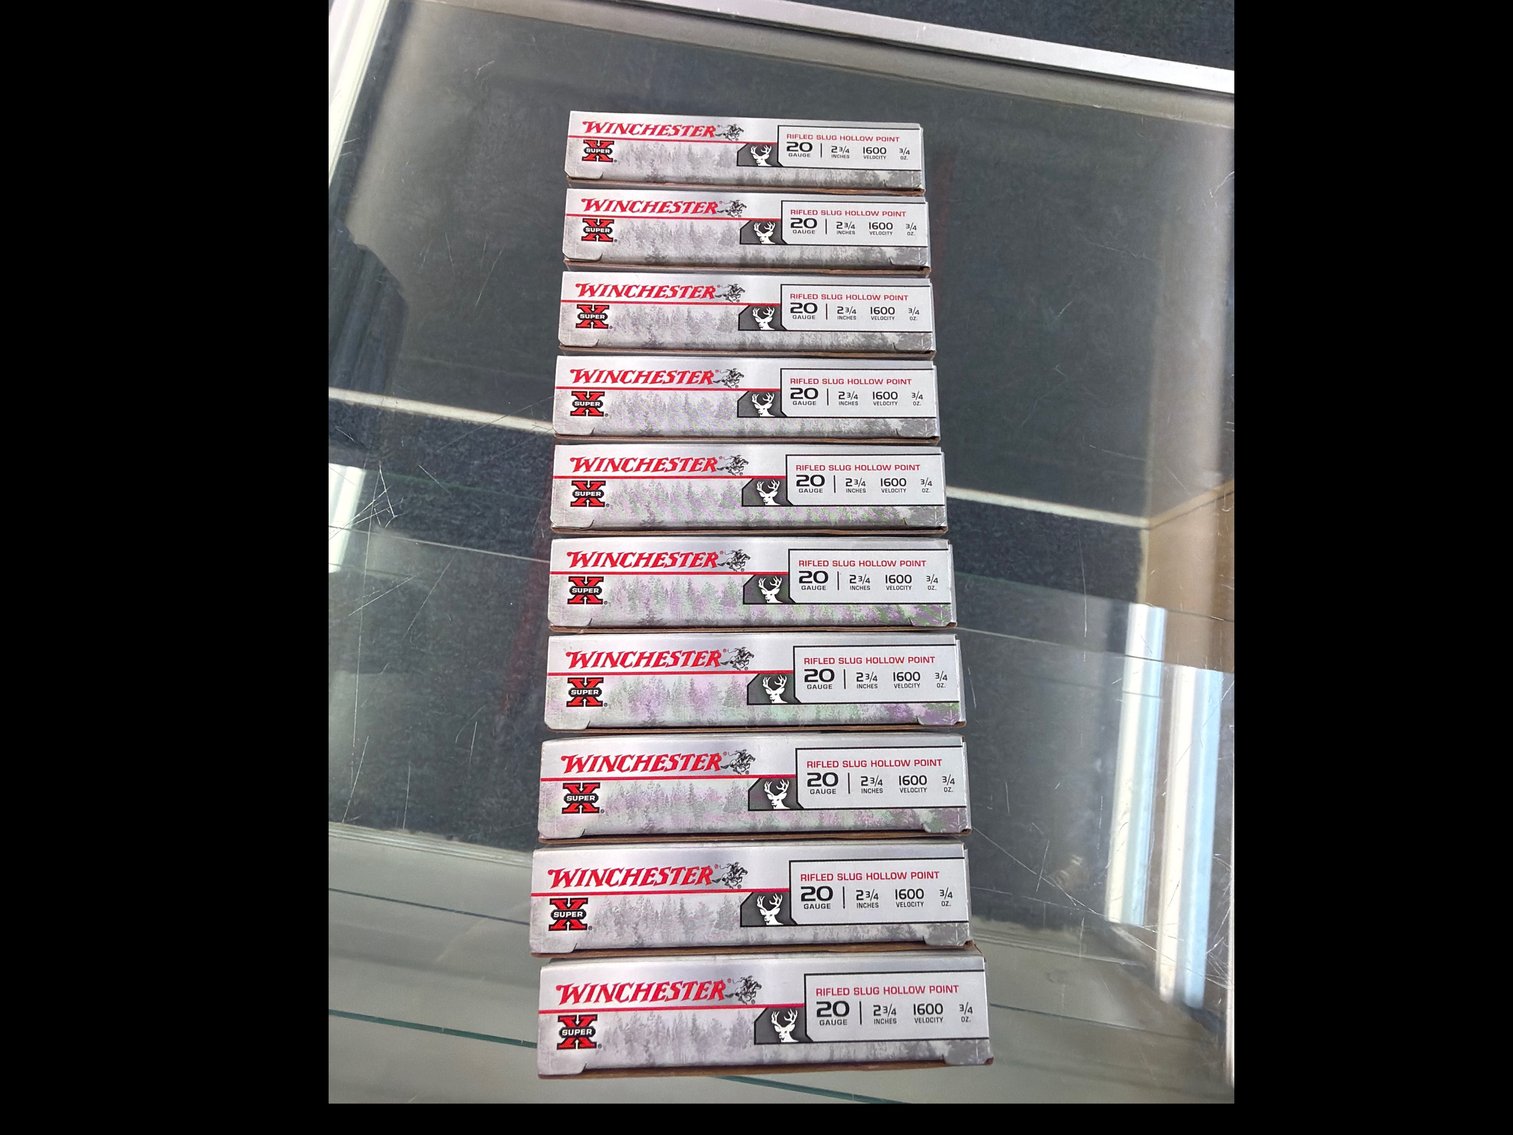 WINCHESTER
SUPER X
RIFLED SLUG HOLLOW POINT
20 2 3/4 1600 3/4
GAUGE INCHES VELOCITY OZ.
WINCHESTER
SUPER X
RIFLED SLUG HOLLOW POINT
20 2 3/4 1600 3/4
GAUGE INCHES VELOCITY OZ.
WINCHESTER
SUPER X
RIFLED SLUG HOLLOW POINT
20 2 3/4 1600 3/4
GAUGE INCHES VELOCITY OZ.
WINCHESTER
SUPER X
RIFLED SLUG HOLLOW POINT
20 2 3/4 1600 3/4
GAUGE INCHES VELOCITY OZ.
WINCHESTER
SUPER X
RIFLED SLUG HOLLOW POINT
20 2 3/4 1600 3/4
GAUGE INCHES VELOCITY OZ.
WINCHESTER
SUPER X
RIFLED SLUG HOLLOW POINT
20 2 3/4 1600 3/4
GAUGE INCHES VELOCITY OZ.
WINCHESTER
SUPER X
RIFLED SLUG HOLLOW POINT
20 2 3/4 1600 3/4
GAUGE INCHES VELOCITY OZ.
WINCHESTER
SUPER X
RIFLED SLUG HOLLOW POINT
20 2 3/4 1600 3/4
GAUGE INCHES VELOCITY OZ.
WINCHESTER
SUPER X
RIFLED SLUG HOLLOW POINT
20 2 3/4 1600 3/4
GAUGE INCHES VELOCITY OZ.
WINCHESTER
SUPER X
RIFLED SLUG HOLLOW POINT
20 2 3/4 1600 3/4
GAUGE INCHES VELOCITY OZ.